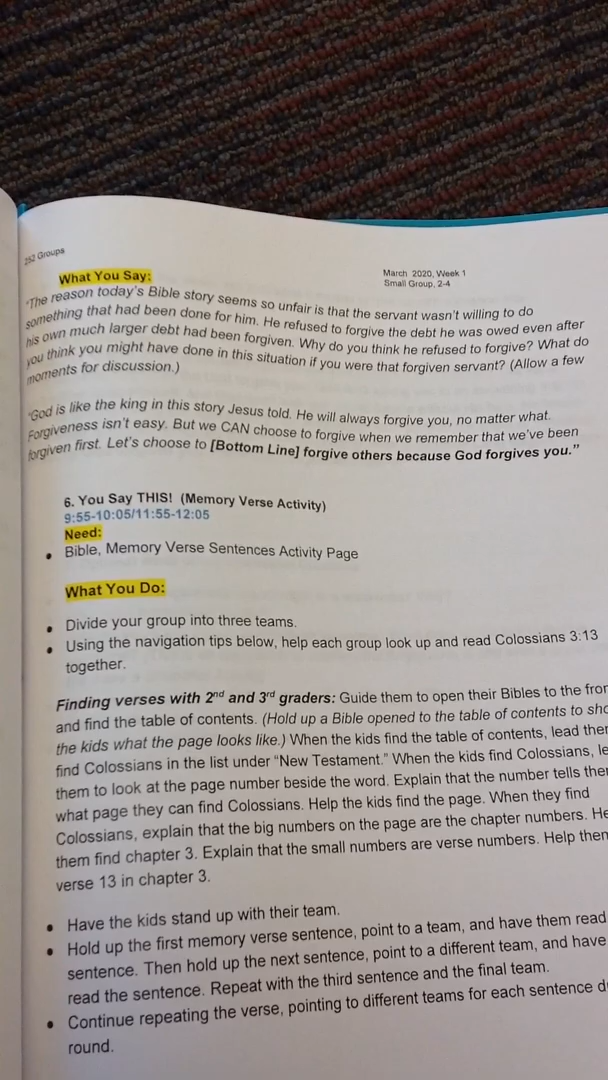 252 Groups
March 2020, Week 1
Small Group, 2-4
What You Say:
"The reason today's Bible story seems so unfair is that the servant wasn't willing to do
something that had been done for him. He refused to forgive the debt he was owed even after
his own much larger debt had been forgiven. Why do you think he refused to forgive? What do
you think you might have done in this situation if you were that forgiven servant? (Allow a few
moments for discussion.)
"God is like the king in this story Jesus told. He will always forgive you, no matter what.
Forgiveness isn't easy. But we CAN choose to forgive when we remember that we've been
forgiven first. Let's choose to [Bottom Line] forgive others because God forgives you."
6. You Say THIS! (Memory Verse Activity)
9:55-10:05/11:55-12:05
Need:
• Bible, Memory Verse Sentences Activity Page
What You Do:
• Divide your group into three teams.
• Using the navigation tips below, help each group look up and read Colossians 3:13
together.
Finding verses with 2nd and 3rd graders: Guide them to open their Bibles to the
and find the table of contents. (Hold up a Bible opened to the table of contents to
the kids what the page looks like.) When the kids find the table of contents, lead
find Colossians in the list under "New Testament." When the kids find Colossians,
them to look at the page number beside the word. Explain that the number tells
what page they can find Colossians. Help the kids find the page. When they find
Colossians, explain that the big numbers on the page are the chapter numbers.
them find chapter 3. Explain that the small numbers are verse numbers. Help
verse 13 in chapter 3.
• Have the kids stand up with their team.
• Hold up the first memory verse sentence, point to a team, and have them read
sentence. Then hold up the next sentence, point to a different team, and have
read the sentence. Repeat with the third sentence and the final team.
• Continue repeating the verse, pointing to different teams for each sentence
round.